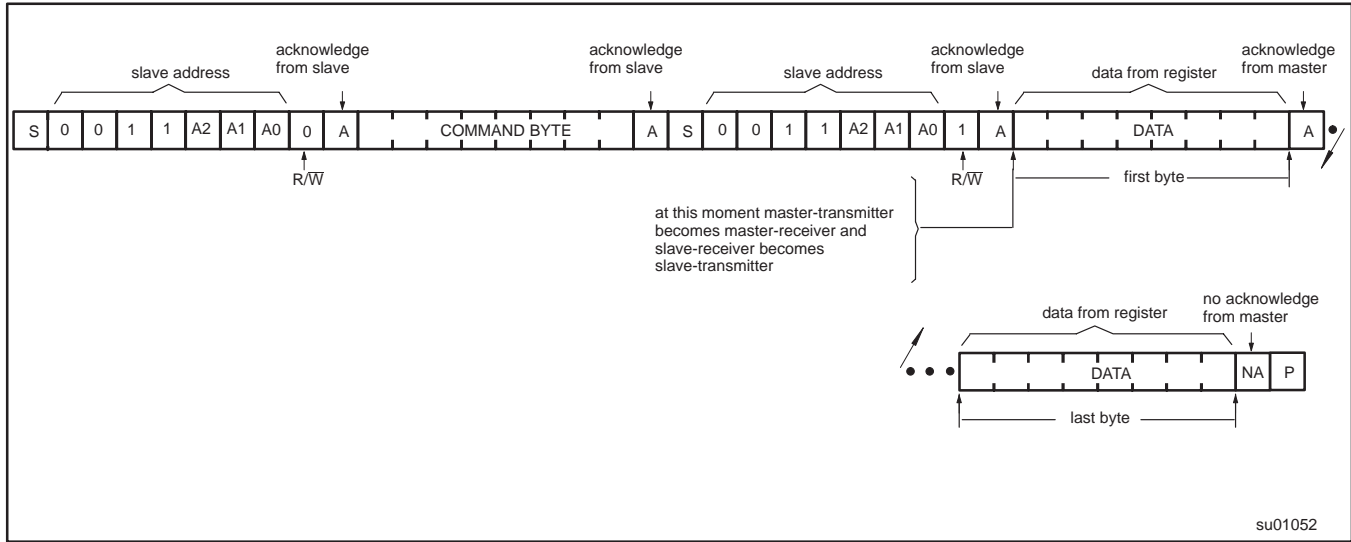 acknowledge from slave
acknowledge from slave
acknowledge from slave
acknowledge from master
slave address
slave address
data from register
S 0 0 1 1 A2 A1 A0 0 A COMMAND BYTE A S 0 0 1 1 A2 A1 A0 1 A DATA A
R/W̅
R/W̅
first byte
at this moment master-transmitter
becomes master-receiver and
slave-receiver becomes
slave-transmitter
data from register
no acknowledge
from master
DATA NA P
last byte
su01052